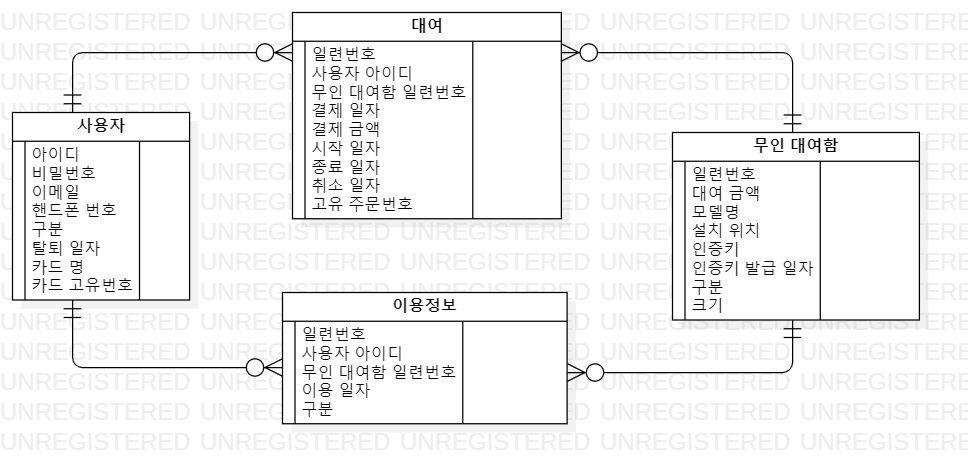 대여
일련번호
사용자 아이디
무인 대여함 일련번호
결제 일자
결제 금액
시작 일자
종료 일자
취소 일자
고유 주문번호
사용자
아이디
비밀번호
이메일
핸드폰 번호
구분
탈퇴 일자
카드 명
카드 고유번호
무인 대여함
일련번호
대여 금액
모델명
설치 위치
인증키
인증키 발급 일자
구분
크기
이용정보
일련번호
사용자 아이디
무인 대여함 일련번호
이용 일자
구분
UNREGISTERED